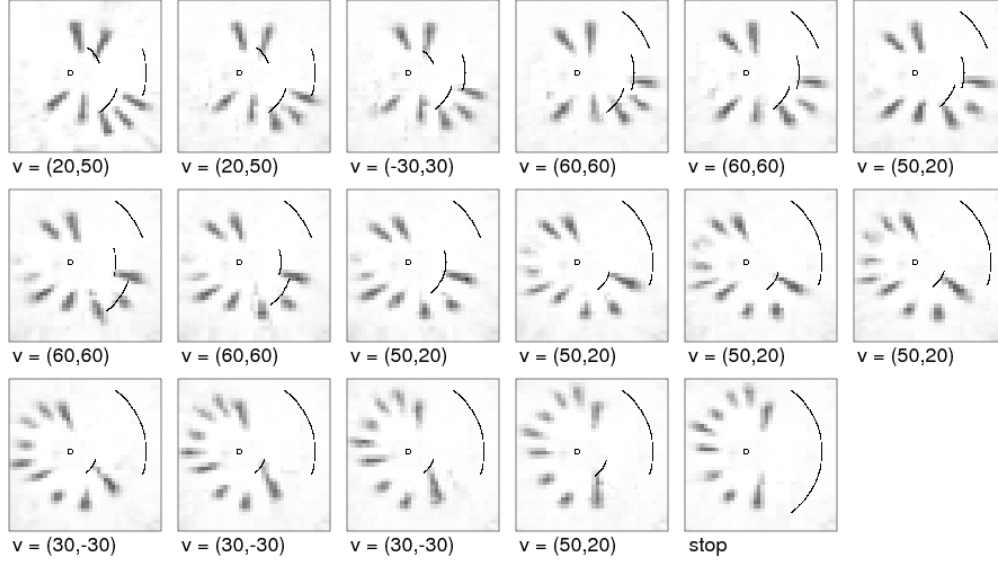 v = (20,50) v = (20,50) v = (-30,30) v = (60,60) v = (60,60) v = (50,20)
v = (60,60) v = (60,60) v = (50,20) v = (50,20) v = (50,20) v = (50,20)
v = (30,-30) v = (30,-30) v = (30,-30) v = (50,20) stop